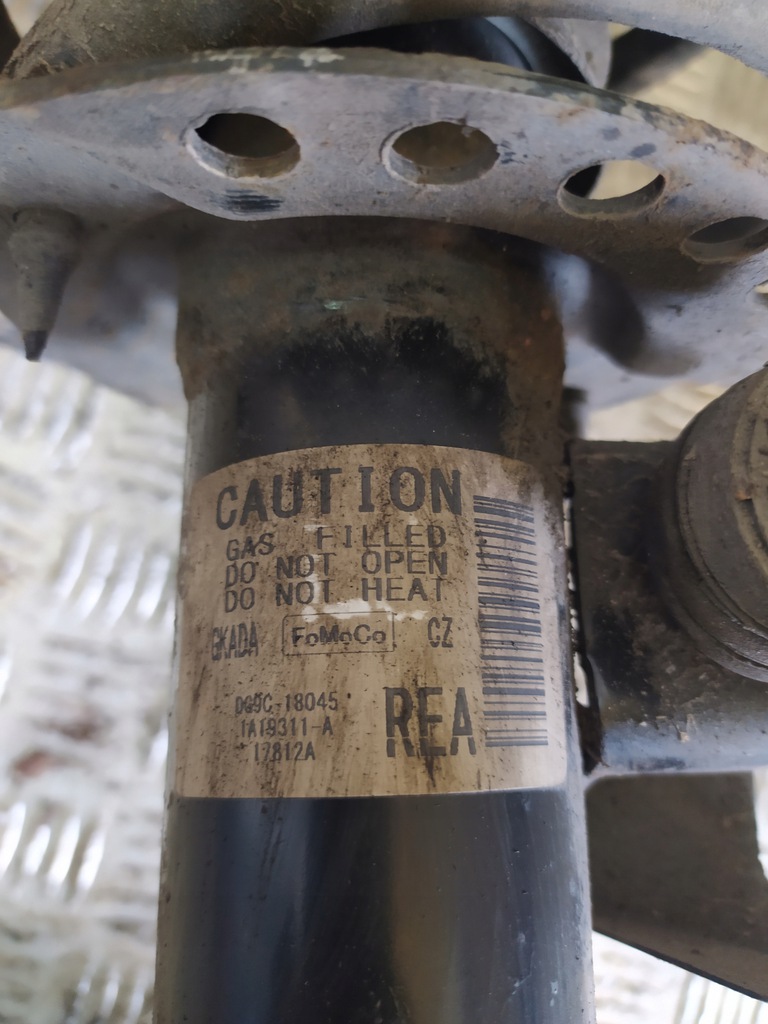 CAUTION
GAS FILLED
DO NOT OPEN
DO NOT HEAT
GKADA FoMoCo CZ
DG9C-18045
1A19311-A
17812A
REA